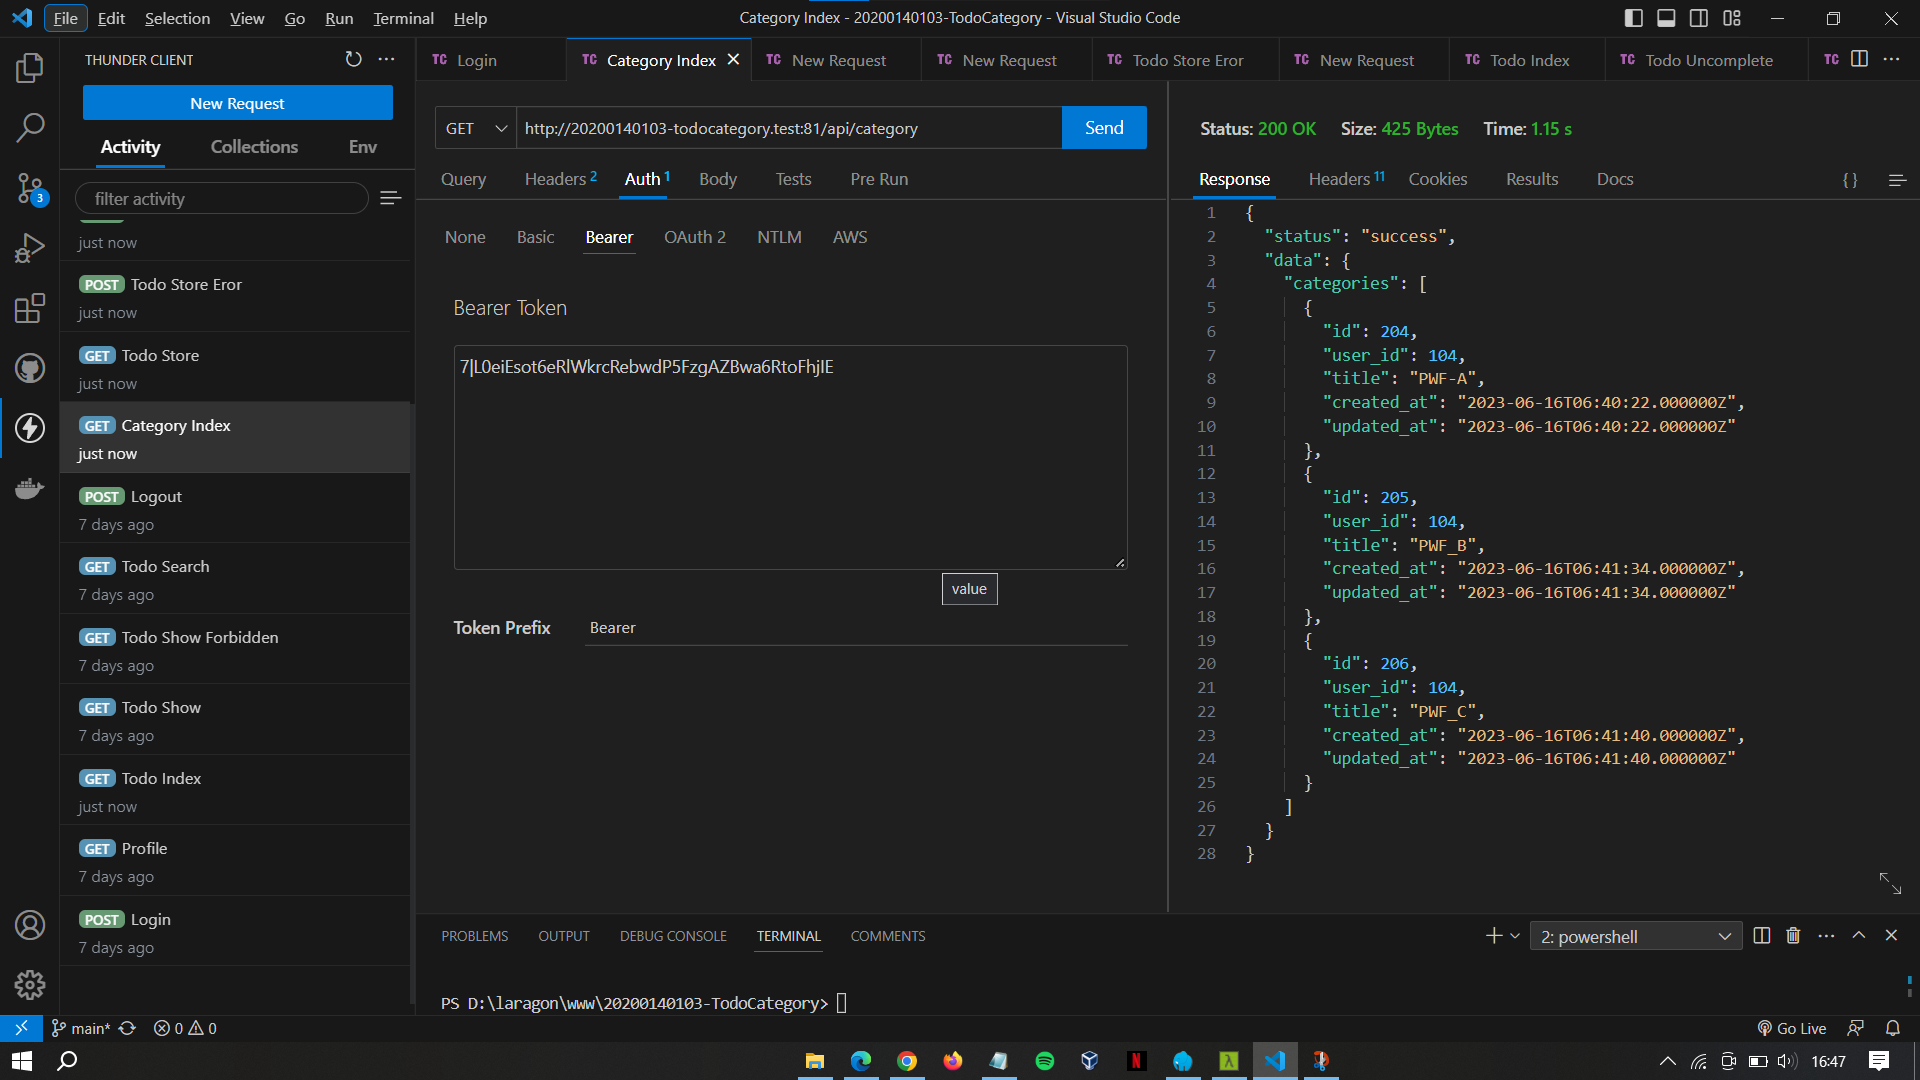 File Edit Selection View Go Run Terminal Help
Category Index - 20200140103-TodoCategory - Visual Studio Code
THUNDER CLIENT
New Request
Activity Collections Env
filter activity
just now
POST Todo Store Eror
just now
GET Todo Store
just now
GET Category Index
just now
POST Logout
7 days ago
GET Todo Search
7 days ago
GET Todo Show Forbidden
7 days ago
GET Todo Show
7 days ago
GET Todo Index
just now
GET Profile
7 days ago
POST Login
7 days ago
3
TC Login TC Category Index TC New Request TC New Request TC Todo Store Eror TC New Request TC Todo Index TC Todo Uncomplete TC
GET http://20200140103-todocategory.test:81/api/category Send
Query Headers 2 Auth 1 Body Tests Pre Run
None Basic Bearer OAuth 2 NTLM AWS
Bearer Token
7|L0eiEsot6eRlWkrcRebwdP5FzgAZBwa6RtoFhjIE
value
Token Prefix Bearer
Status: 200 OK Size: 425 Bytes Time: 1.15 s
Response Headers 11 Cookies Results Docs { }
1 {
2 "status": "success",
3 "data": {
4 "categories": [
5 {
6 "id": 204,
7 "user_id": 104,
8 "title": "PWF-A",
9 "created_at": "2023-06-16T06:40:22.000000Z",
10 "updated_at": "2023-06-16T06:40:22.000000Z"
11 },
12 {
13 "id": 205,
14 "user_id": 104,
15 "title": "PWF_B",
16 "created_at": "2023-06-16T06:41:34.000000Z",
17 "updated_at": "2023-06-16T06:41:34.000000Z"
18 },
19 {
20 "id": 206,
21 "user_id": 104,
22 "title": "PWF_C",
23 "created_at": "2023-06-16T06:41:40.000000Z",
24 "updated_at": "2023-06-16T06:41:40.000000Z"
25 }
26 ]
27 }
28 }
PROBLEMS OUTPUT DEBUG CONSOLE TERMINAL COMMENTS
2: powershell
PS D:\laragon\www\20200140103-TodoCategory>
main* 0 0
Go Live
16:47